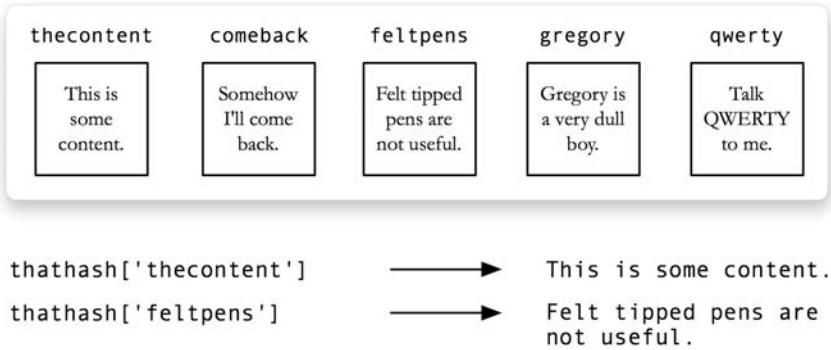 thecontent comeback feltpens gregory qwerty
This is
some
content.
Somehow
I'll come
back.
Felt tipped
pens are
not useful.
Gregory is
a very dull
boy.
Talk
QWERTY
to me.
thathash['thecontent'] This is some content.
thathash['feltpens'] Felt tipped pens are
not useful.